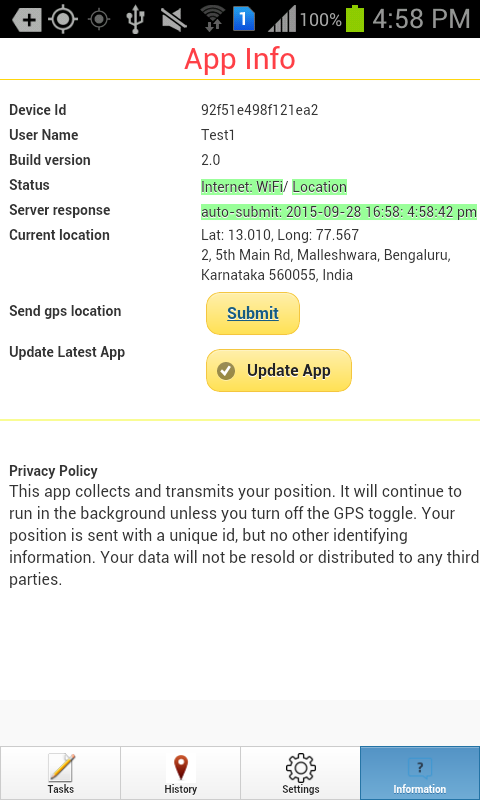 1 100% 4:58 PM
App Info
Device Id 92f51e498f121ea2
User Name Test1
Build version 2.0
Status Internet: WiFi/ Location
Server response auto-submit: 2015-09-28 16:58: 4:58:42 pm
Current location Lat: 13.010, Long: 77.567
2, 5th Main Rd, Malleshwara, Bengaluru,
Karnataka 560055, India
Send gps location Submit
Update Latest App Update App
Privacy Policy
This app collects and transmits your position. It will continue to
run in the background unless you turn off the GPS toggle. Your
position is sent with a unique id, but no other identifying
information. Your data will not be resold or distributed to any third
parties.
Tasks History Settings Information